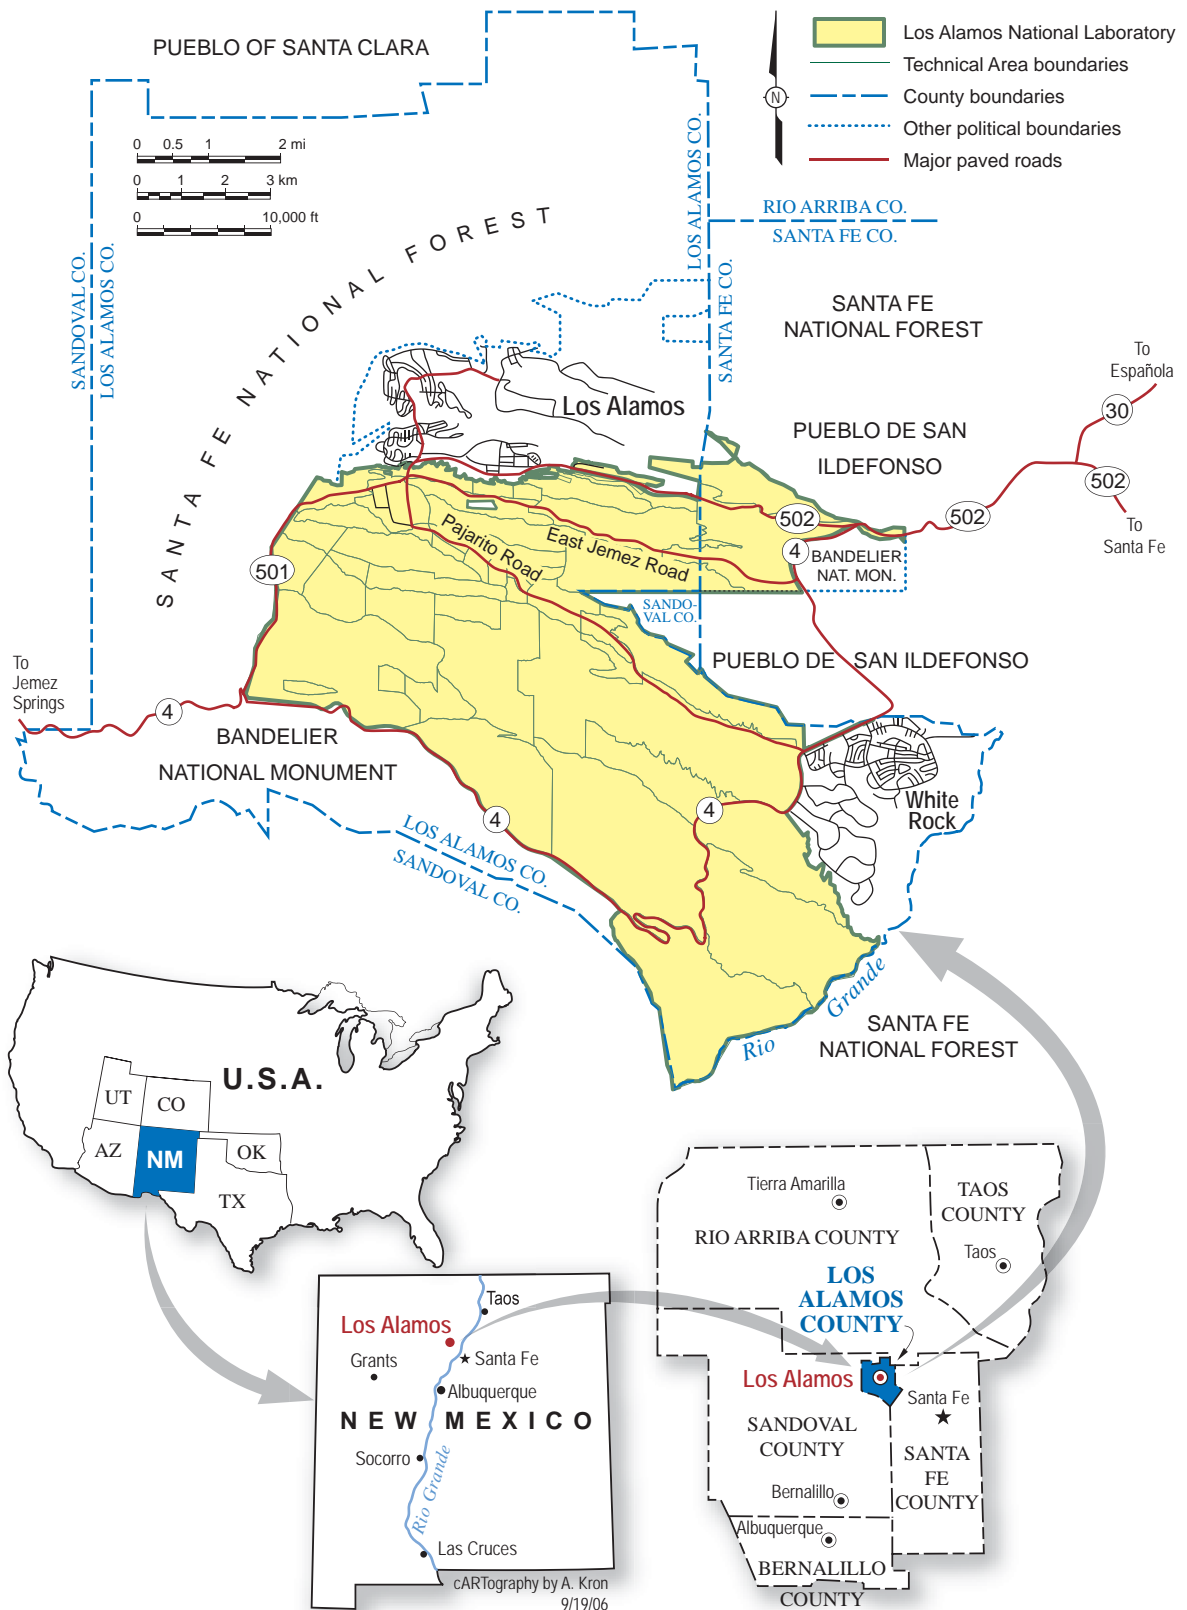 PUEBLO OF SANTA CLARA
Los Alamos National Laboratory
Technical Area boundaries
County boundaries
Other political boundaries
Major paved roads
N
0 0.5 1 2 mi
0 1 2 3 km
0 10,000 ft
LOS ALAMOS CO.
SANTA FE CO.
RIO ARRIBA CO.
SANTA FE CO.
SANDOVAL CO.
LOS ALAMOS CO.
SANTA FE NATIONAL FOREST
SANTA FE
NATIONAL FOREST
To
Española
30
Los Alamos
PUEBLO DE SAN
ILDEFONSO
502
502
502
To
Santa Fe
Pajarito Road
East Jemez Road
4
BANDELIER
NAT. MON.
501
SANDO-
VAL CO.
PUEBLO DE SAN ILDEFONSO
To
Jemez
Springs
4
BANDELIER
NATIONAL MONUMENT
White
Rock
4
4
LOS ALAMOS CO.
SANDOVAL CO.
Rio Grande
SANTA FE
NATIONAL FOREST
U.S.A.
UT
CO
AZ
NM
OK
TX
Taos
Los Alamos
Santa Fe
Grants
Albuquerque
NEW MEXICO
Socorro
Rio Grande
Las Cruces
cARTography by A. Kron
9/19/06
Tierra Amarilla
TAOS
COUNTY
RIO ARRIBA COUNTY
Taos
LOS
ALAMOS
COUNTY
Los Alamos
Santa Fe
SANDOVAL
COUNTY
SANTA
FE
COUNTY
Bernalillo
Albuquerque
BERNALILLO
COUNTY